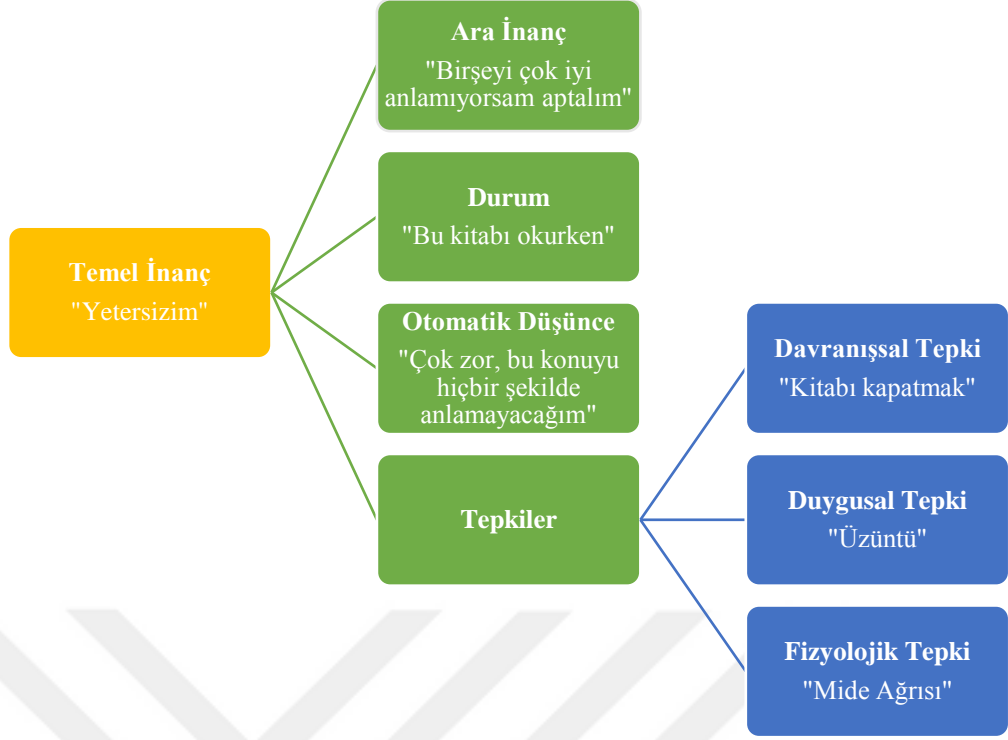 Temel İnanç
"Yetersizim"
Ara İnanç
"Birşeyi çok iyi
anlamıyorsam aptalım"
Durum
"Bu kitabı okurken"
Otomatik Düşünce
"Çok zor, bu konuyu
hiçbir şekilde
anlamayacağım"
Tepkiler
Davranışsal Tepki
"Kitabı kapatmak"
Duygusal Tepki
"Üzüntü"
Fizyolojik Tepki
"Mide Ağrısı"